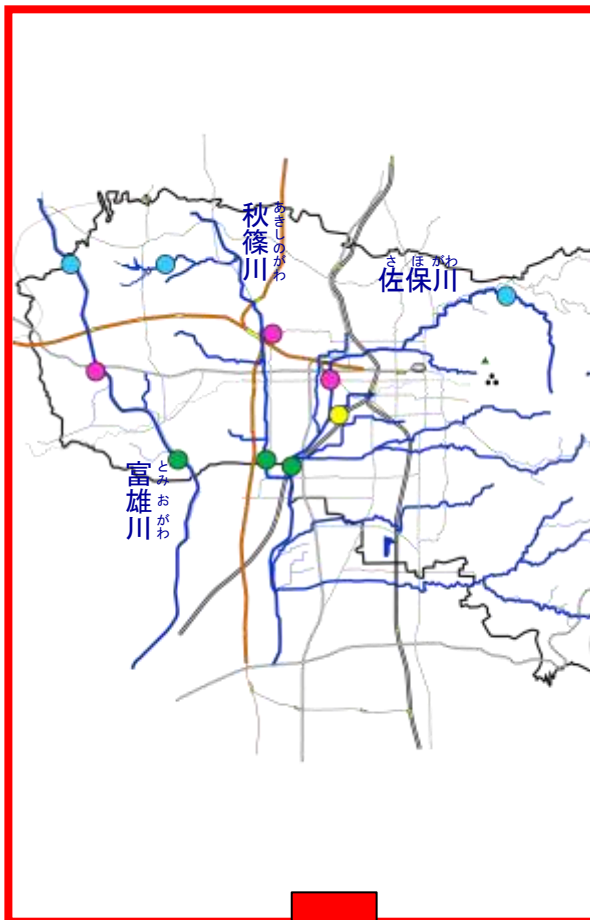 秋篠川
あきしのがわ
佐保川
さほがわ
富雄川
とみおがわ